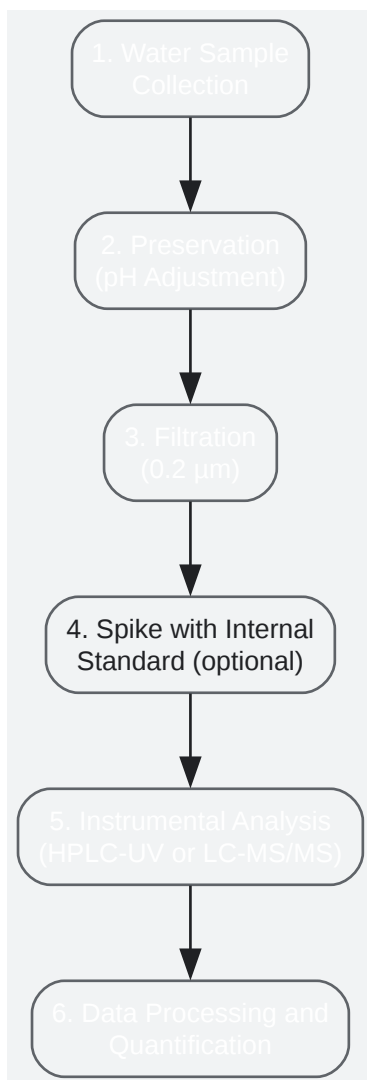 1. Water Sample
Collection
2. Preservation
(pH Adjustment)
3. Filtration
(0.2 µm)
4. Spike with Internal
Standard (optional)
5. Instrumental Analysis
(HPLC-UV or LC-MS/MS)
6. Data Processing and
Quantification